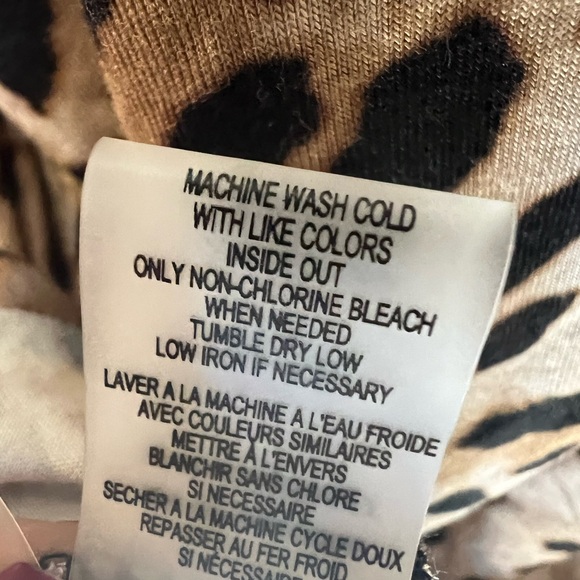 MACHINE WASH COLD
WITH LIKE COLORS
INSIDE OUT
ONLY NON-CHLORINE BLEACH
WHEN NEEDED
TUMBLE DRY LOW
LOW IRON IF NECESSARY
LAVER A LA MACHINE A L'EAU FROIDE
AVEC COULEURS SIMILAIRES
METTRE À L'ENVERS
BLANCHIR SANS CHLORE
SI NECESSAIRE
SECHER A LA MACHINE CYCLE DOUX
REPASSER AU FER FROID
SI NÉCESSAIRE